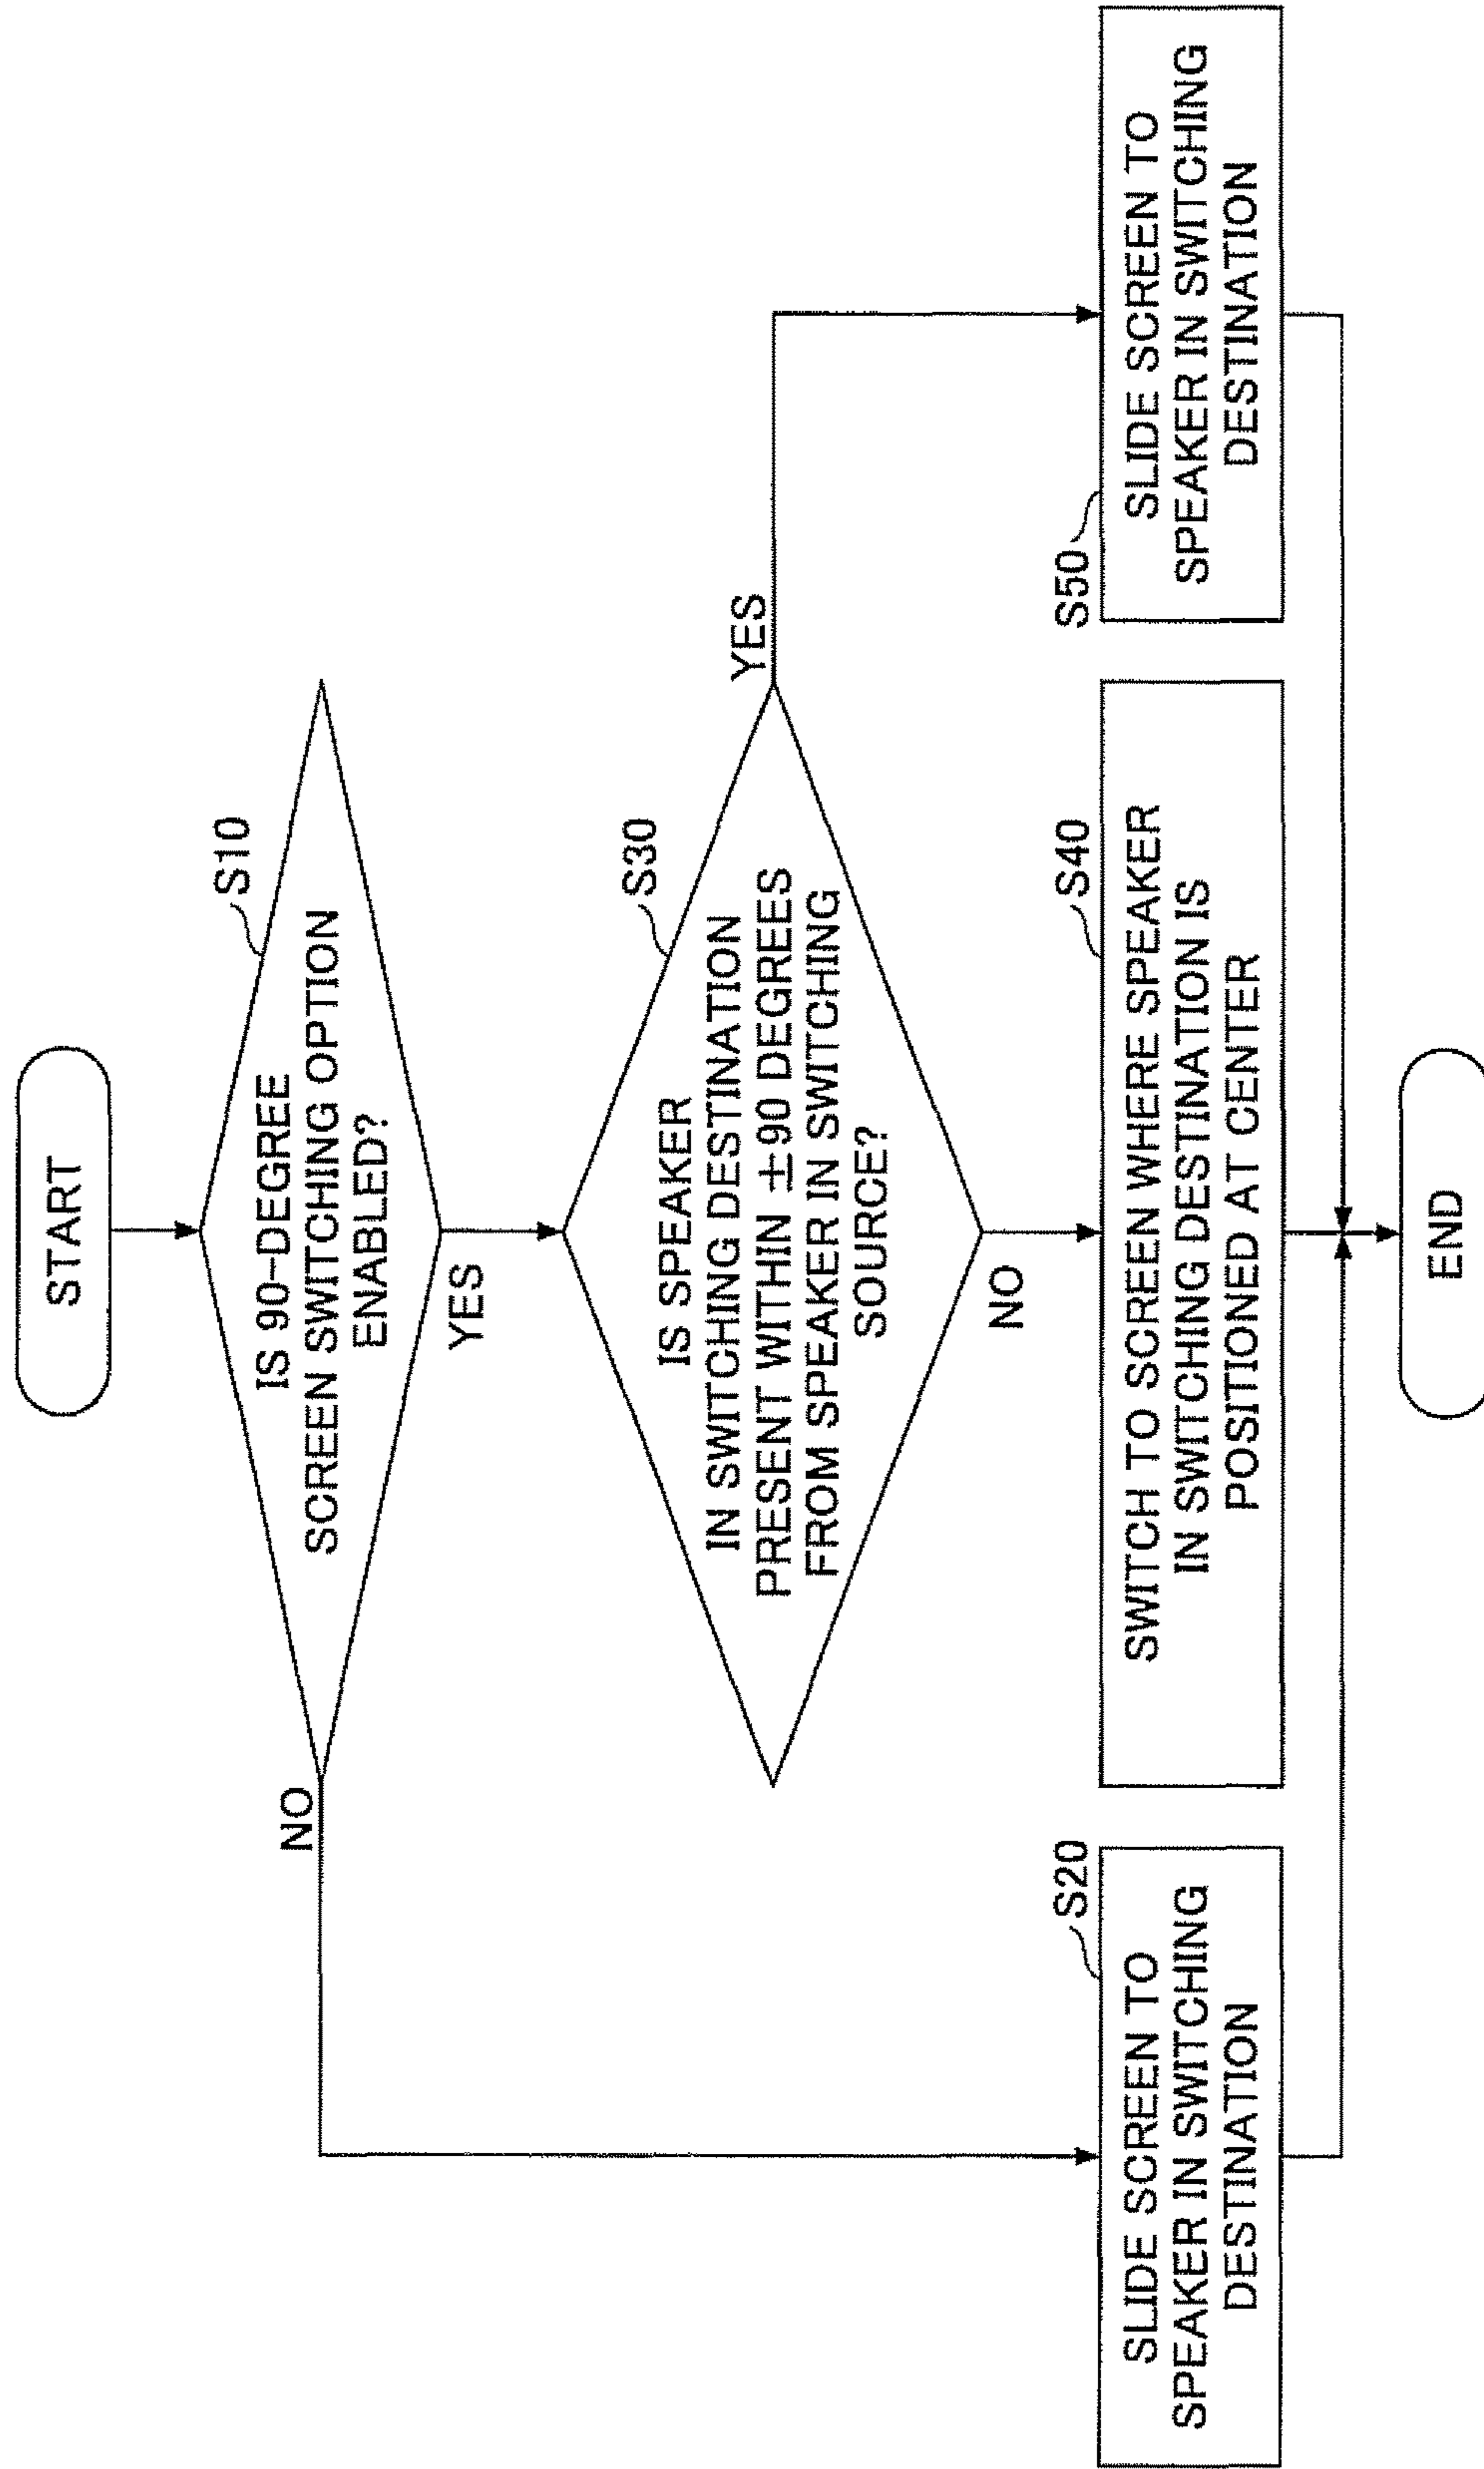 START
S10
IS 90-DEGREE
SCREEN SWITCHING OPTION
ENABLED?
NO
YES
S30
IS SPEAKER
IN SWITCHING DESTINATION
PRESENT WITHIN ±90 DEGREES
FROM SPEAKER IN SWITCHING
SOURCE?
YES
NO
S20
SLIDE SCREEN TO
SPEAKER IN SWITCHING
DESTINATION
S40
SWITCH TO SCREEN WHERE SPEAKER
IN SWITCHING DESTINATION IS
POSITIONED AT CENTER
S50
SLIDE SCREEN TO
SPEAKER IN SWITCHING
DESTINATION
END